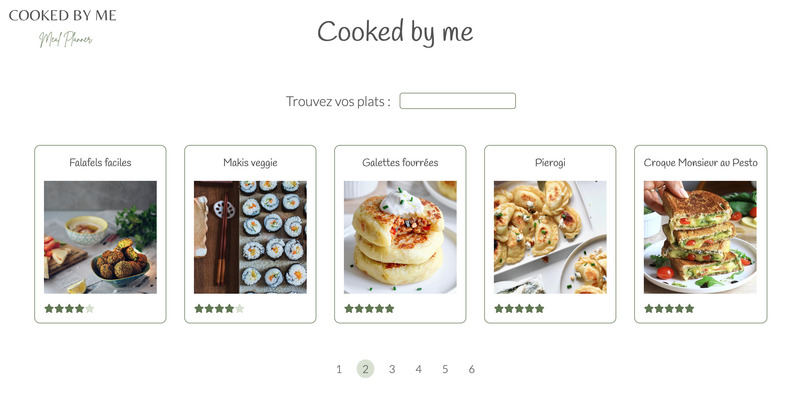 COOKED BY ME
Meal Planner
Cooked by me
Trouvez vos plats :
Falafels faciles
Makis veggie
Galettes fourrées
Pierogi
Croque Monsieur au Pesto
1 2 3 4 5 6